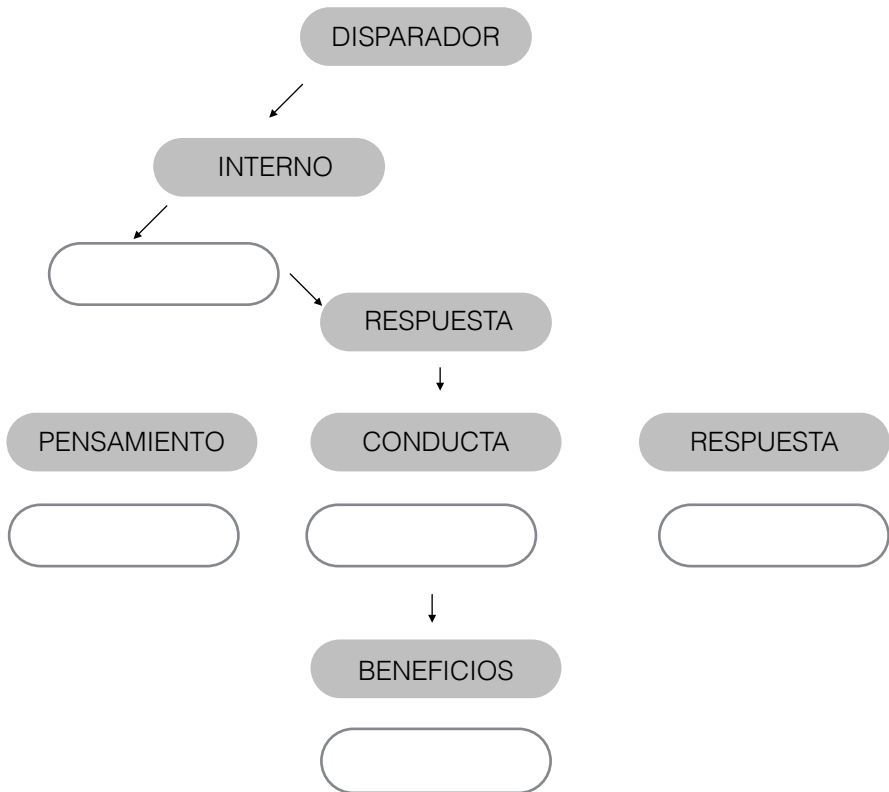 DISPARADOR
INTERNO
RESPUESTA
PENSAMIENTO
CONDUCTA
RESPUESTA
BENEFICIOS